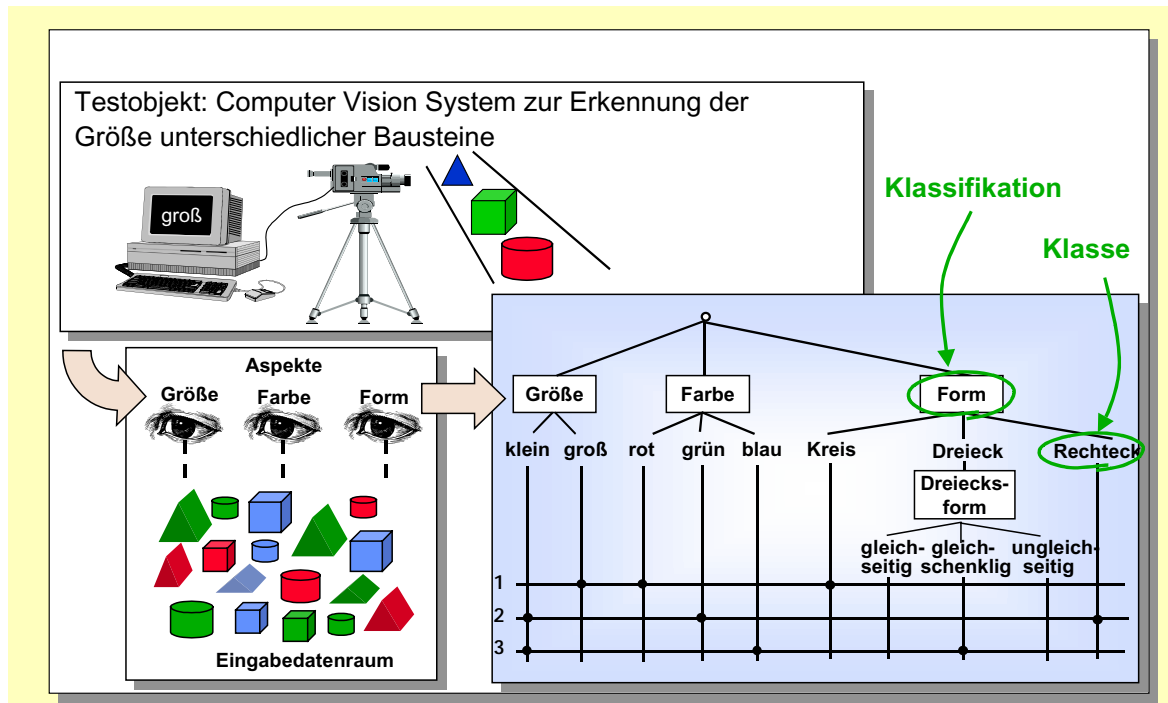 Testobjekt: Computer Vision System zur Erkennung der
Größe unterschiedlicher Bausteine
groß
Klassifikation
Klasse
Aspekte
Größe Farbe Form
Eingabedatenraum
Größe Farbe Form
klein groß rot grün blau Kreis Dreieck Rechteck
Dreiecks-
form
gleich- gleich- ungleich-
seitig schenklig seitig
1
2
3